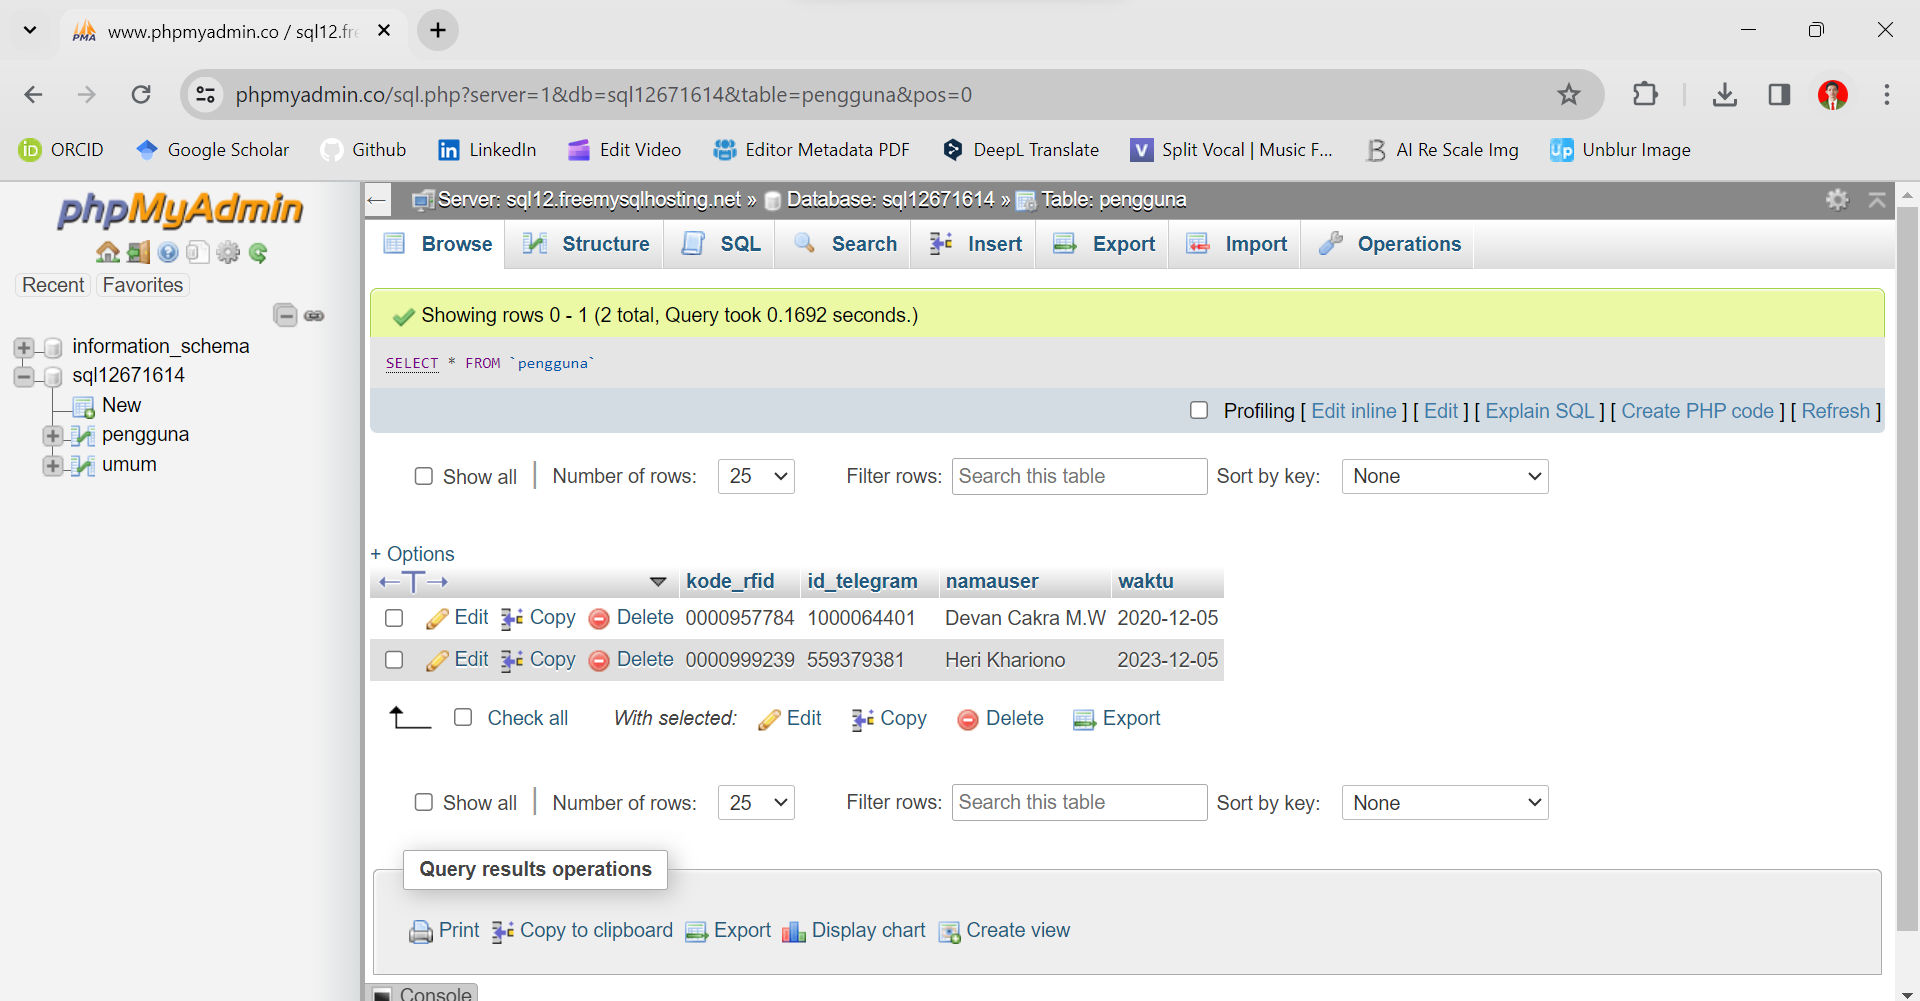 www.phpmyadmin.co / sql12.fre
phpmyadmin.co/sql.php?server=1&db=sql12671614&table=pengguna&pos=0
ORCID Google Scholar Github LinkedIn Edit Video Editor Metadata PDF DeepL Translate Split Vocal | Music F... AI Re Scale Img Unblur Image
phpMyAdmin
Recent Favorites
information_schema
sql12671614
New
pengguna
umum
Server: sql12.freemysqlhosting.net » Database: sql12671614 » Table: pengguna
Browse Structure SQL Search Insert Export Import Operations
Showing rows 0 - 1 (2 total, Query took 0.1692 seconds.)
SELECT * FROM `pengguna`
Profiling [ Edit inline ] [ Edit ] [ Explain SQL ] [ Create PHP code ] [ Refresh ]
Show all | Number of rows: 25 Filter rows: Search this table Sort by key: None
+ Options
←T→ kode_rfid id_telegram namauser waktu
Edit Copy Delete 0000957784 1000064401 Devan Cakra M.W 2020-12-05
Edit Copy Delete 0000999239 559379381 Heri Khariono 2023-12-05
Check all With selected: Edit Copy Delete Export
Show all | Number of rows: 25 Filter rows: Search this table Sort by key: None
Query results operations
Print Copy to clipboard Export Display chart Create view
Console